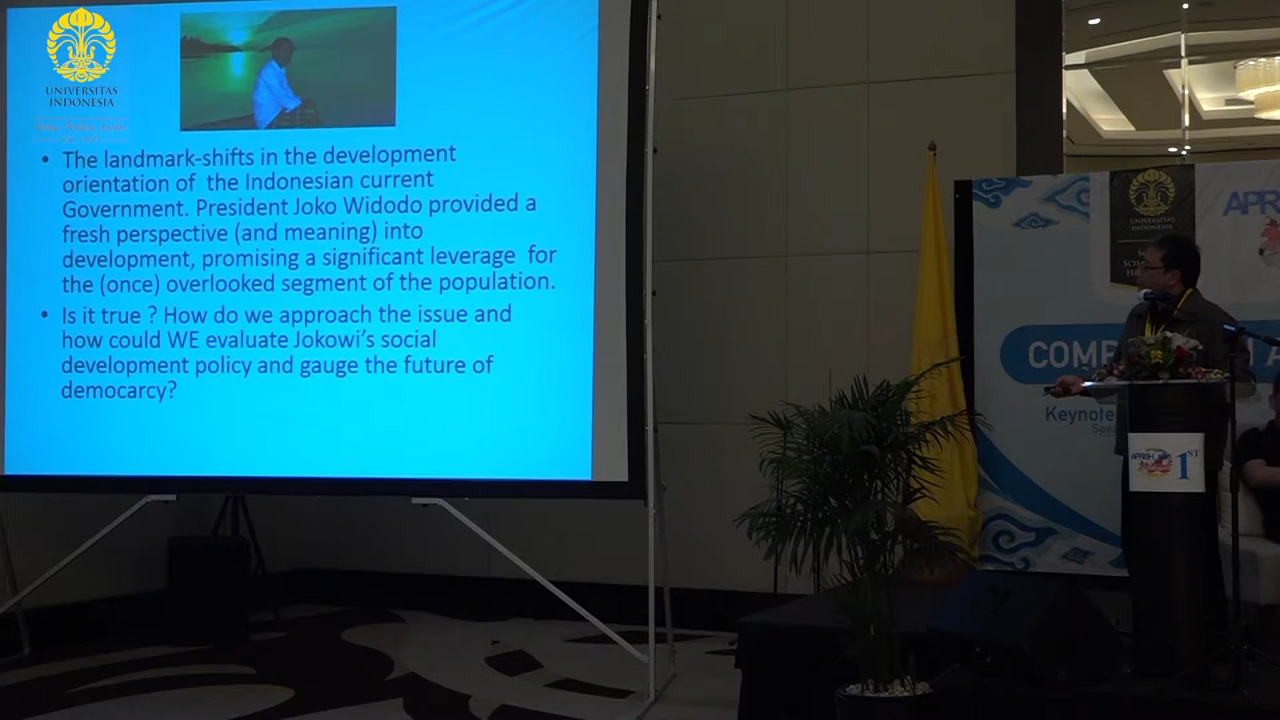 UNIVERSITAS
INDONESIA
• The landmark-shifts in the development
orientation of the Indonesian current
Government. President Joko Widodo provided a
fresh perspective (and meaning) into
development, promising a significant leverage for
the (once) overlooked segment of the population.
• Is it true ? How do we approach the issue and
how could WE evaluate Jokowi's social
development policy and gauge the future of
democarcy?
UNIVERSITAS
INDONESIA
Keynote
APRISH
1ST